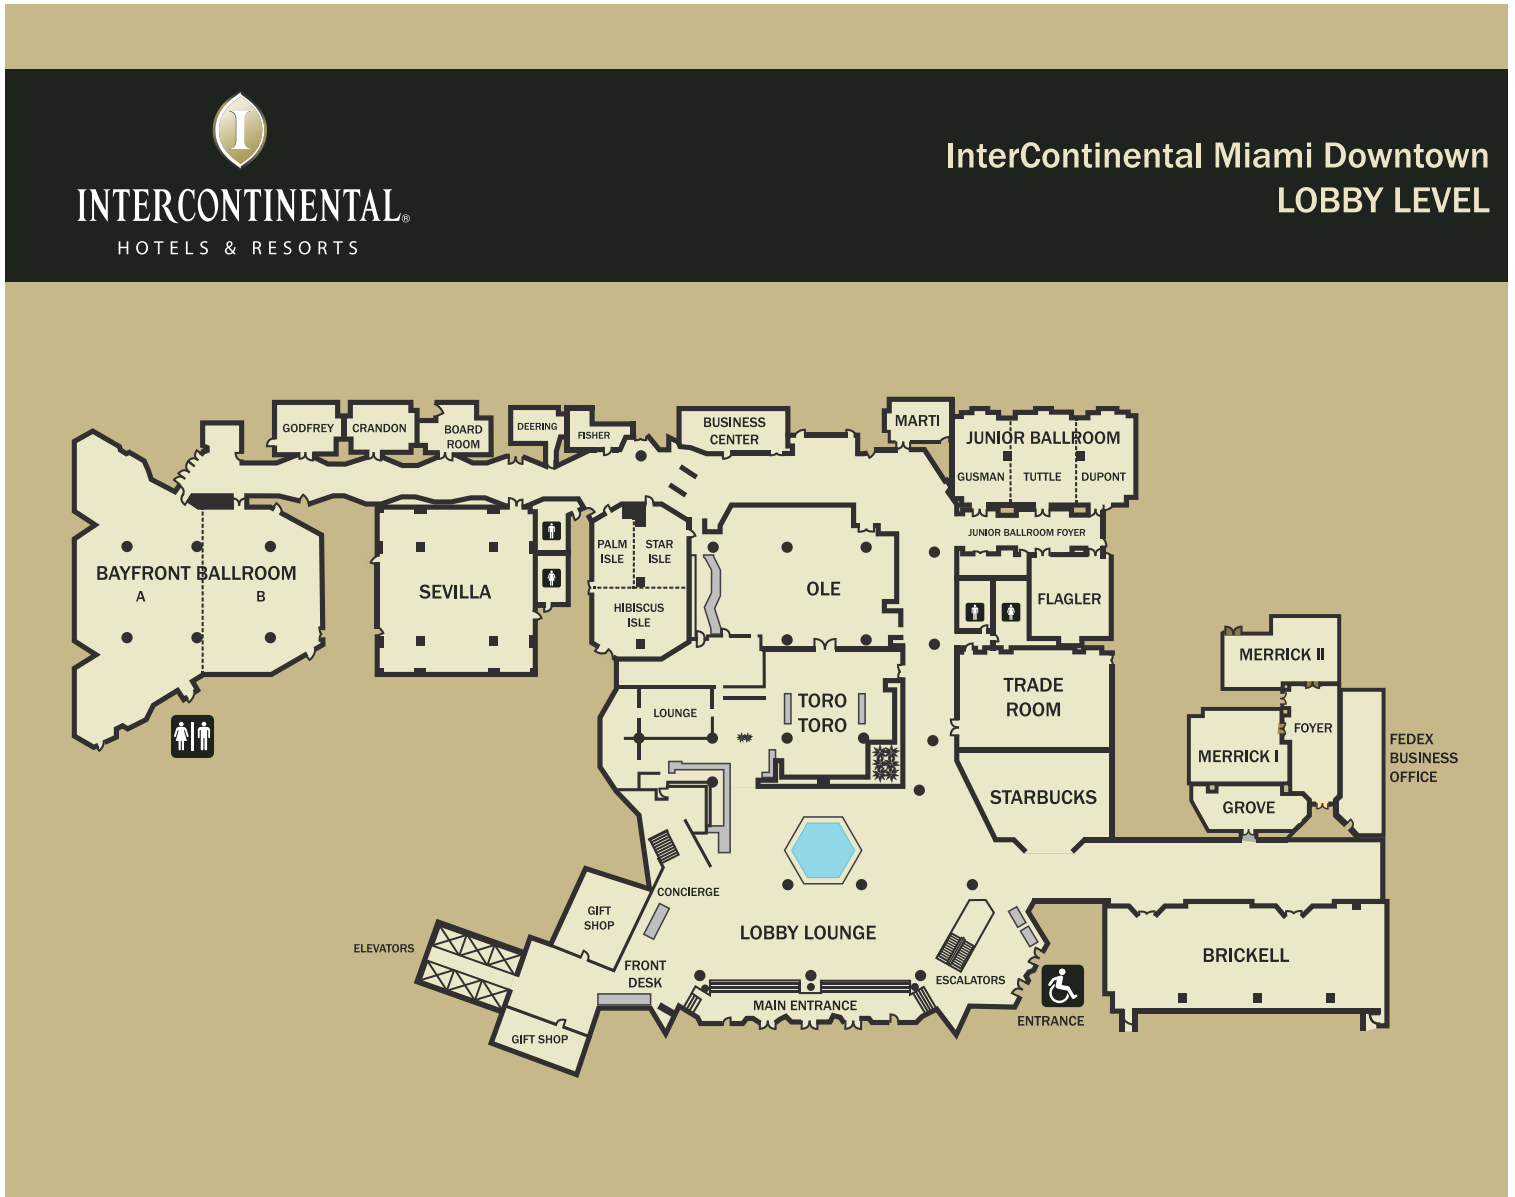 I
INTERCONTINENTAL®
HOTELS & RESORTS
InterContinental Miami Downtown
LOBBY LEVEL
GODFREY
CRANDON
BOARD
ROOM
DEERING
FISHER
BUSINESS
CENTER
MARTI
JUNIOR BALLROOM
GUSMAN
TUTTLE
DUPONT
JUNIOR BALLROOM FOYER
BAYFRONT BALLROOM
A
B
SEVILLA
PALM
ISLE
STAR
ISLE
HIBISCUS
ISLE
OLE
FLAGLER
TRADE
ROOM
TORO
TORO
LOUNGE
STARBUCKS
MERRICK II
FOYER
MERRICK I
GROVE
FEDEX
BUSINESS
OFFICE
CONCIERGE
GIFT
SHOP
ELEVATORS
FRONT
DESK
LOBBY LOUNGE
ESCALATORS
MAIN ENTRANCE
ENTRANCE
BRICKELL
GIFT SHOP